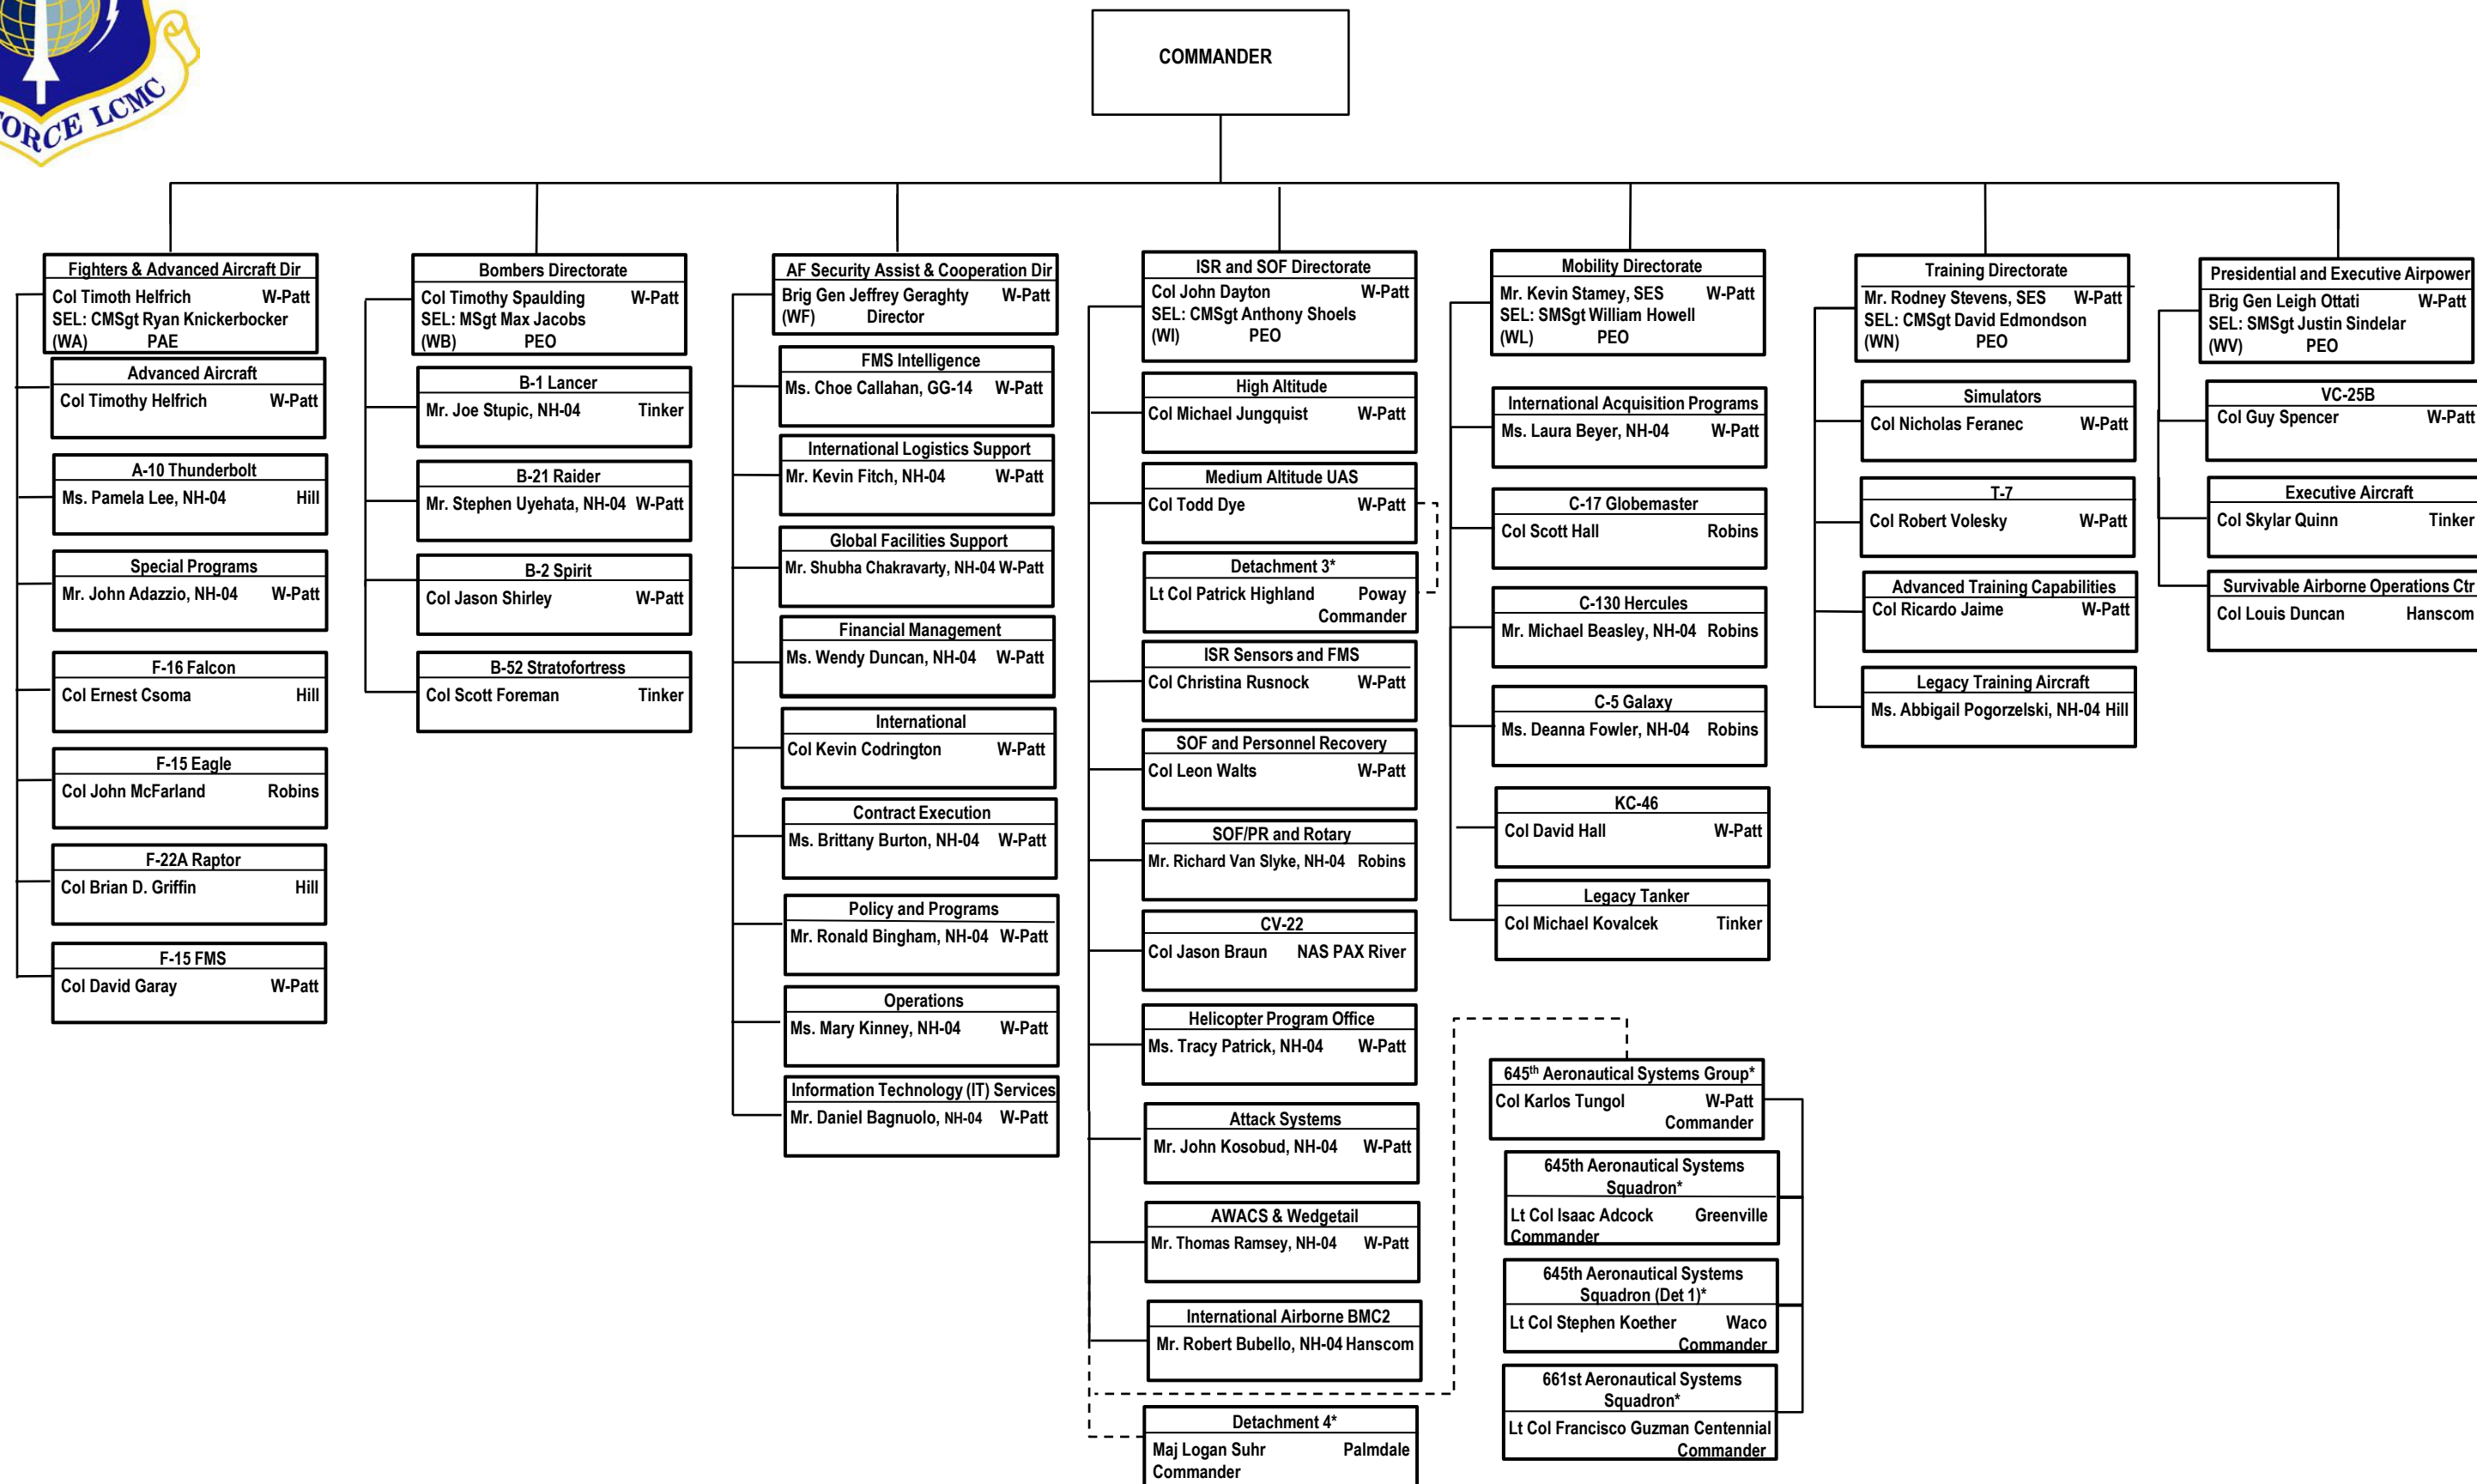 ORCE LCMC
COMMANDER
Fighters & Advanced Aircraft Dir
Col Timoth Helfrich W-Patt
SEL: CMSgt Ryan Knickerbocker
(WA) PAE
Advanced Aircraft
Col Timothy Helfrich W-Patt
A-10 Thunderbolt
Ms. Pamela Lee, NH-04 Hill
Special Programs
Mr. John Adazzio, NH-04 W-Patt
F-16 Falcon
Col Ernest Csoma Hill
F-15 Eagle
Col John McFarland Robins
F-22A Raptor
Col Brian D. Griffin Hill
F-15 FMS
Col David Garay W-Patt
Bombers Directorate
Col Timothy Spaulding W-Patt
SEL: MSgt Max Jacobs
(WB) PEO
B-1 Lancer
Mr. Joe Stupic, NH-04 Tinker
B-21 Raider
Mr. Stephen Uyehata, NH-04 W-Patt
B-2 Spirit
Col Jason Shirley W-Patt
B-52 Stratofortress
Col Scott Foreman Tinker
AF Security Assist & Cooperation Dir
Brig Gen Jeffrey Geraghty W-Patt
(WF) Director
FMS Intelligence
Ms. Choe Callahan, GG-14 W-Patt
International Logistics Support
Mr. Kevin Fitch, NH-04 W-Patt
Global Facilities Support
Mr. Shubha Chakravarty, NH-04 W-Patt
Financial Management
Ms. Wendy Duncan, NH-04 W-Patt
International
Col Kevin Codrington W-Patt
Contract Execution
Ms. Brittany Burton, NH-04 W-Patt
Policy and Programs
Mr. Ronald Bingham, NH-04 W-Patt
Operations
Ms. Mary Kinney, NH-04 W-Patt
Information Technology (IT) Services
Mr. Daniel Bagnuolo, NH-04 W-Patt
ISR and SOF Directorate
Col John Dayton W-Patt
SEL: CMSgt Anthony Shoels
(WI) PEO
High Altitude
Col Michael Jungquist W-Patt
Medium Altitude UAS
Col Todd Dye W-Patt
Detachment 3*
Lt Col Patrick Highland Poway
Commander
ISR Sensors and FMS
Col Christina Rusnock W-Patt
SOF and Personnel Recovery
Col Leon Walts W-Patt
SOF/PR and Rotary
Mr. Richard Van Slyke, NH-04 Robins
CV-22
Col Jason Braun NAS PAX River
Helicopter Program Office
Ms. Tracy Patrick, NH-04 W-Patt
Attack Systems
Mr. John Kosobud, NH-04 W-Patt
AWACS & Wedgetail
Mr. Thomas Ramsey, NH-04 W-Patt
International Airborne BMC2
Mr. Robert Bubello, NH-04 Hanscom
Detachment 4*
Maj Logan Suhr Palmdale
Commander
Mobility Directorate
Mr. Kevin Stamey, SES W-Patt
SEL: SMSgt William Howell
(WL) PEO
International Acquisition Programs
Ms. Laura Beyer, NH-04 W-Patt
C-17 Globemaster
Col Scott Hall Robins
C-130 Hercules
Mr. Michael Beasley, NH-04 Robins
C-5 Galaxy
Ms. Deanna Fowler, NH-04 Robins
KC-46
Col David Hall W-Patt
Legacy Tanker
Col Michael Kovalcek Tinker
645th Aeronautical Systems Group*
Col Karlos Tungol W-Patt
Commander
645th Aeronautical Systems
Squadron*
Lt Col Isaac Adcock Greenville
Commander
645th Aeronautical Systems
Squadron (Det 1)*
Lt Col Stephen Koether Waco
Commander
661st Aeronautical Systems
Squadron*
Lt Col Francisco Guzman Centennial
Commander
Training Directorate
Mr. Rodney Stevens, SES W-Patt
SEL: CMSgt David Edmondson
(WN) PEO
Simulators
Col Nicholas Feranec W-Patt
T-7
Col Robert Volesky W-Patt
Advanced Training Capabilities
Col Ricardo Jaime W-Patt
Legacy Training Aircraft
Ms. Abbigail Pogorzelski, NH-04 Hill
Presidential and Executive Airpower
Brig Gen Leigh Ottati W-Patt
SEL: SMSgt Justin Sindelar
(WV) PEO
VC-25B
Col Guy Spencer W-Patt
Executive Aircraft
Col Skylar Quinn Tinker
Survivable Airborne Operations Ctr
Col Louis Duncan Hanscom